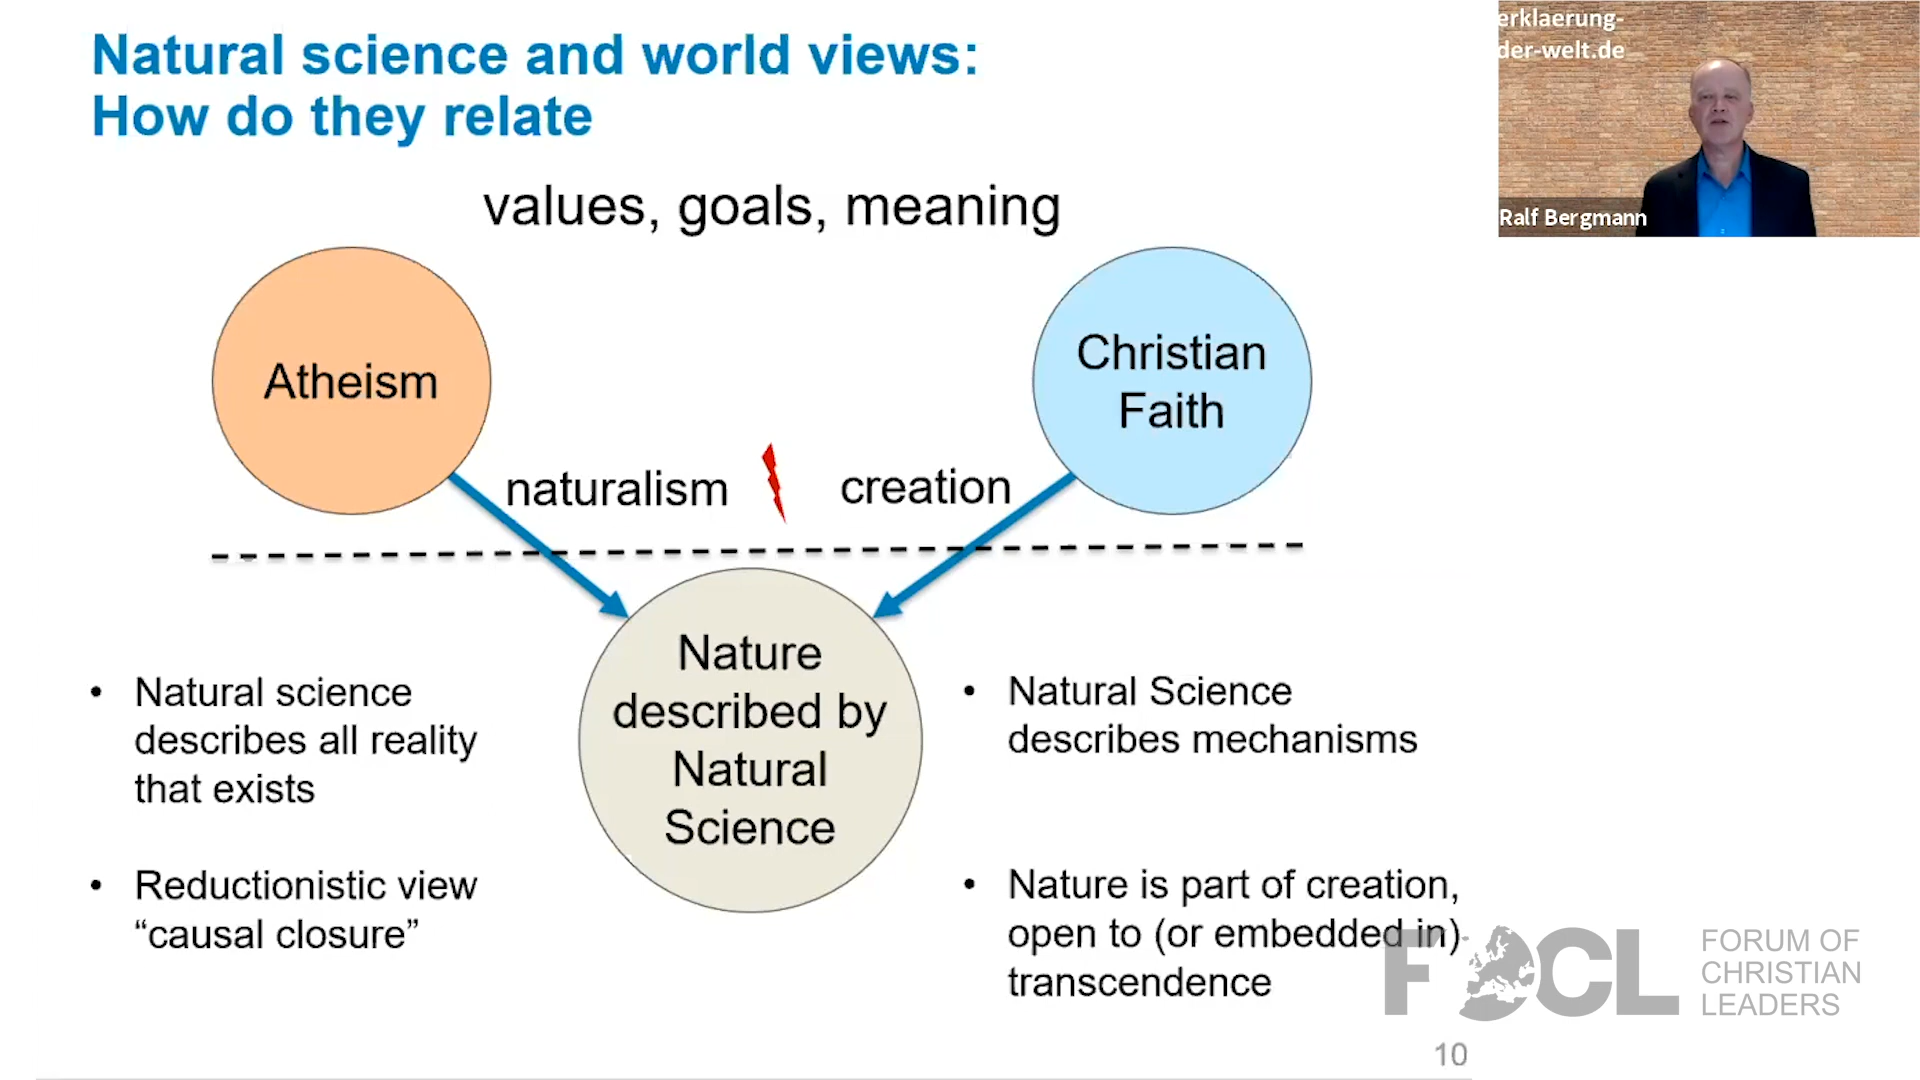 Natural science and world views:
How do they relate
erklaerung-
der-welt.de
Ralf Bergmann
values, goals, meaning
Atheism
Christian
Faith
naturalism
creation
Nature
described by
Natural
Science
• Natural science
describes all reality
that exists
• Reductionistic view
“causal closure”
• Natural Science
describes mechanisms
• Nature is part of creation,
open to (or embedded in)
transcendence
FOCL
FORUM OF
CHRISTIAN
LEADERS
10